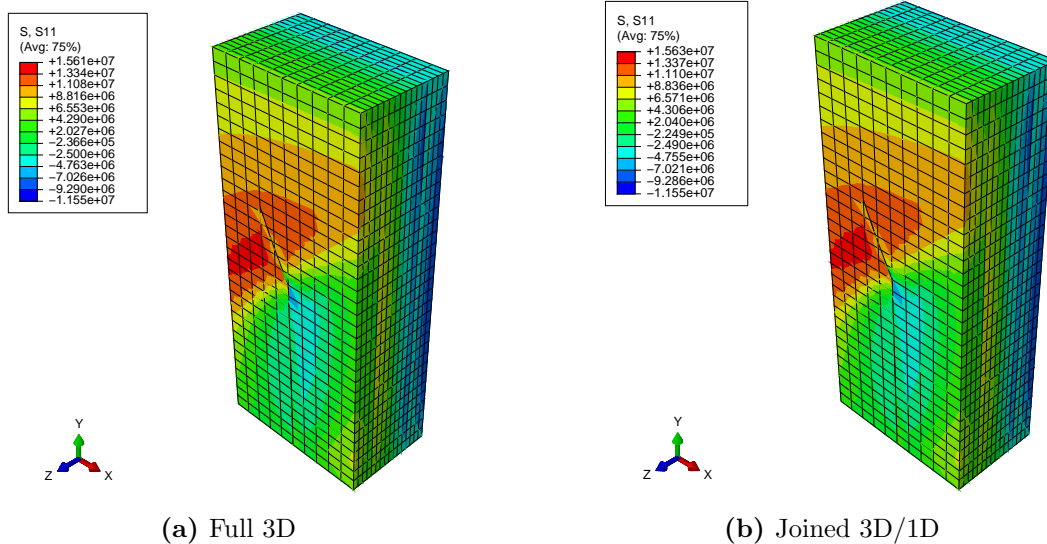 S, S11
(Avg: 75%)
+1.561e+07
+1.334e+07
+1.108e+07
+8.816e+06
+6.553e+06
+4.290e+06
+2.027e+06
−2.366e+05
−2.500e+06
−4.763e+06
−7.026e+06
−9.290e+06
−1.155e+07
Y
Z
X
(a) Full 3D
S, S11
(Avg: 75%)
+1.563e+07
+1.337e+07
+1.110e+07
+8.836e+06
+6.571e+06
+4.306e+06
+2.040e+06
−2.249e+05
−2.490e+06
−4.755e+06
−7.021e+06
−9.286e+06
−1.155e+07
Y
Z
X
(b) Joined 3D/1D